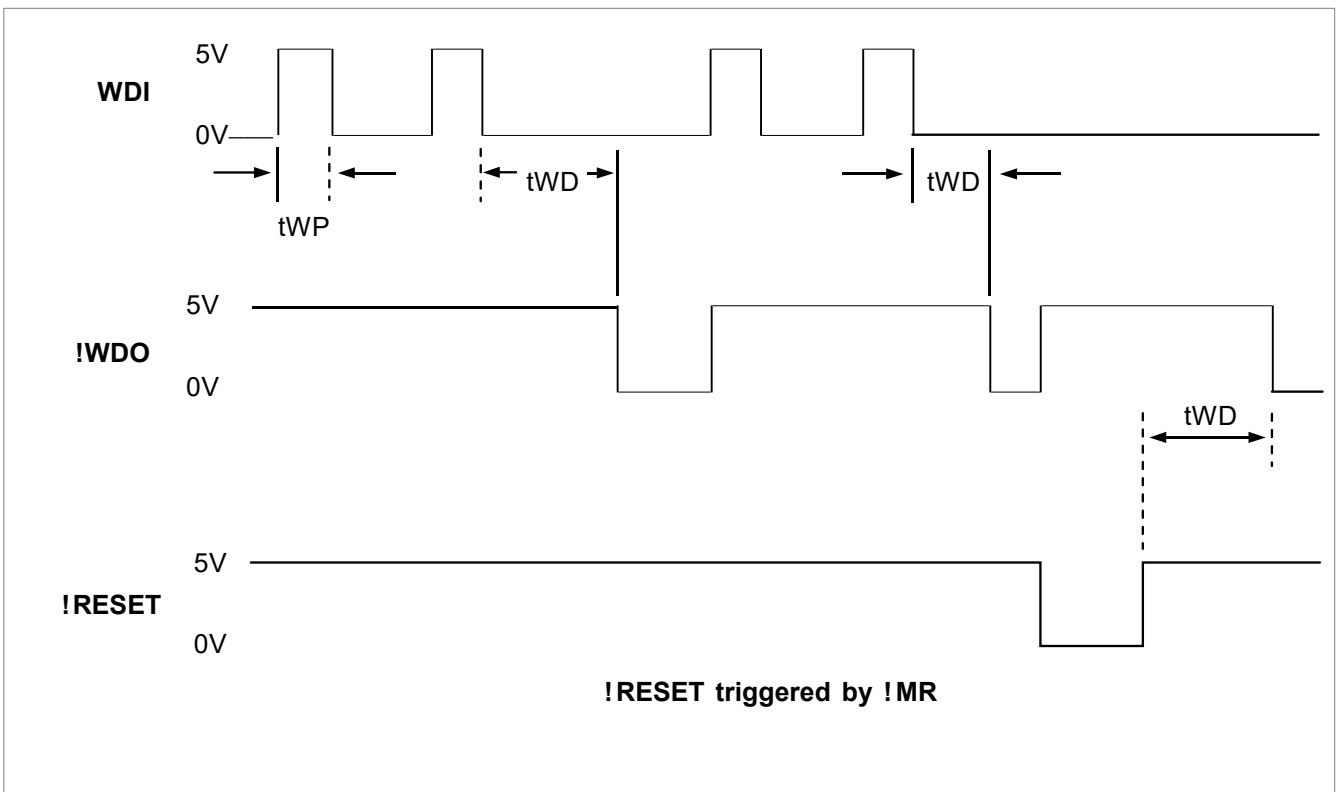 5V
WDI
0V
tWD
tWD
tWP
5V
!WDO
0V
tWD
5V
!RESET
0V
!RESET triggered by !MR